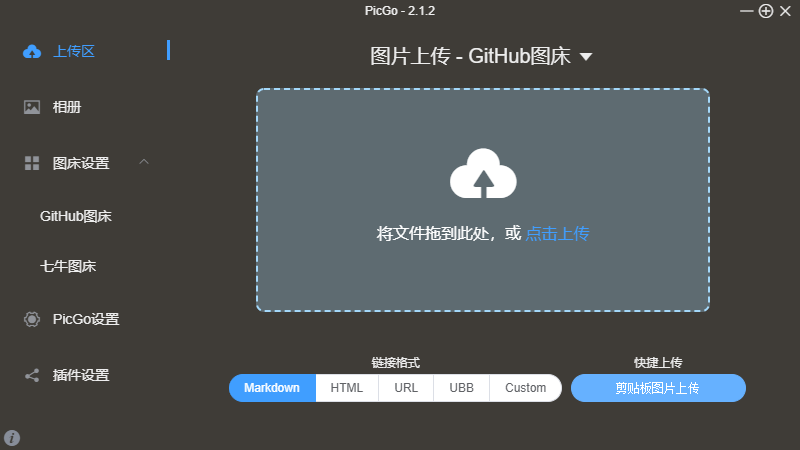 PicGo - 2.1.2
上传区
相册
图床设置
GitHub图床
七牛图床
PicGo设置
插件设置
图片上传 - GitHub图床
将文件拖到此处，或 点击上传
链接格式
Markdown HTML URL UBB Custom
快捷上传
剪贴板图片上传